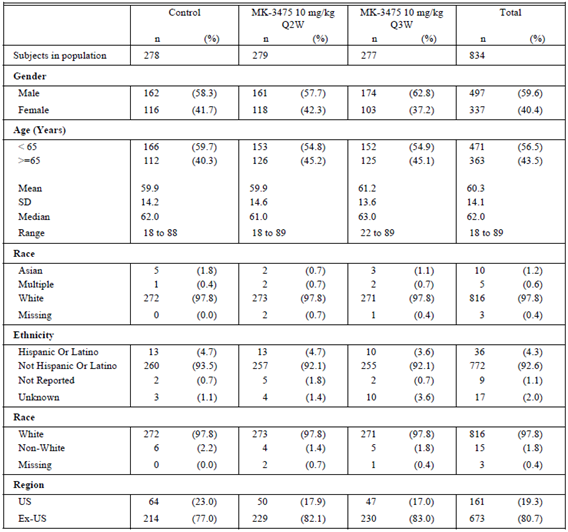 Control MK-3475 10 mg/kg Q2W MK-3475 10 mg/kg Q3W Total
n (%) n (%) n (%) n (%)
Subjects in population 278 279 277 834
Gender
Male 162 (58.3) 161 (57.7) 174 (62.8) 497 (59.6)
Female 116 (41.7) 118 (42.3) 103 (37.2) 337 (40.4)
Age (Years)
< 65 166 (59.7) 153 (54.8) 152 (54.9) 471 (56.5)
>=65 112 (40.3) 126 (45.2) 125 (45.1) 363 (43.5)
Mean 59.9 59.9 61.2 60.3
SD 14.2 14.6 13.6 14.1
Median 62.0 61.0 63.0 62.0
Range 18 to 88 18 to 89 22 to 89 18 to 89
Race
Asian 5 (1.8) 2 (0.7) 3 (1.1) 10 (1.2)
Multiple 1 (0.4) 2 (0.7) 2 (0.7) 5 (0.6)
White 272 (97.8) 273 (97.8) 271 (97.8) 816 (97.8)
Missing 0 (0.0) 2 (0.7) 1 (0.4) 3 (0.4)
Ethnicity
Hispanic Or Latino 13 (4.7) 13 (4.7) 10 (3.6) 36 (4.3)
Not Hispanic Or Latino 260 (93.5) 257 (92.1) 255 (92.1) 772 (92.6)
Not Reported 2 (0.7) 5 (1.8) 2 (0.7) 9 (1.1)
Unknown 3 (1.1) 4 (1.4) 10 (3.6) 17 (2.0)
Race
White 272 (97.8) 273 (97.8) 271 (97.8) 816 (97.8)
Non-White 6 (2.2) 4 (1.4) 5 (1.8) 15 (1.8)
Missing 0 (0.0) 2 (0.7) 1 (0.4) 3 (0.4)
Region
US 64 (23.0) 50 (17.9) 47 (17.0) 161 (19.3)
Ex-US 214 (77.0) 229 (82.1) 230 (83.0) 673 (80.7)